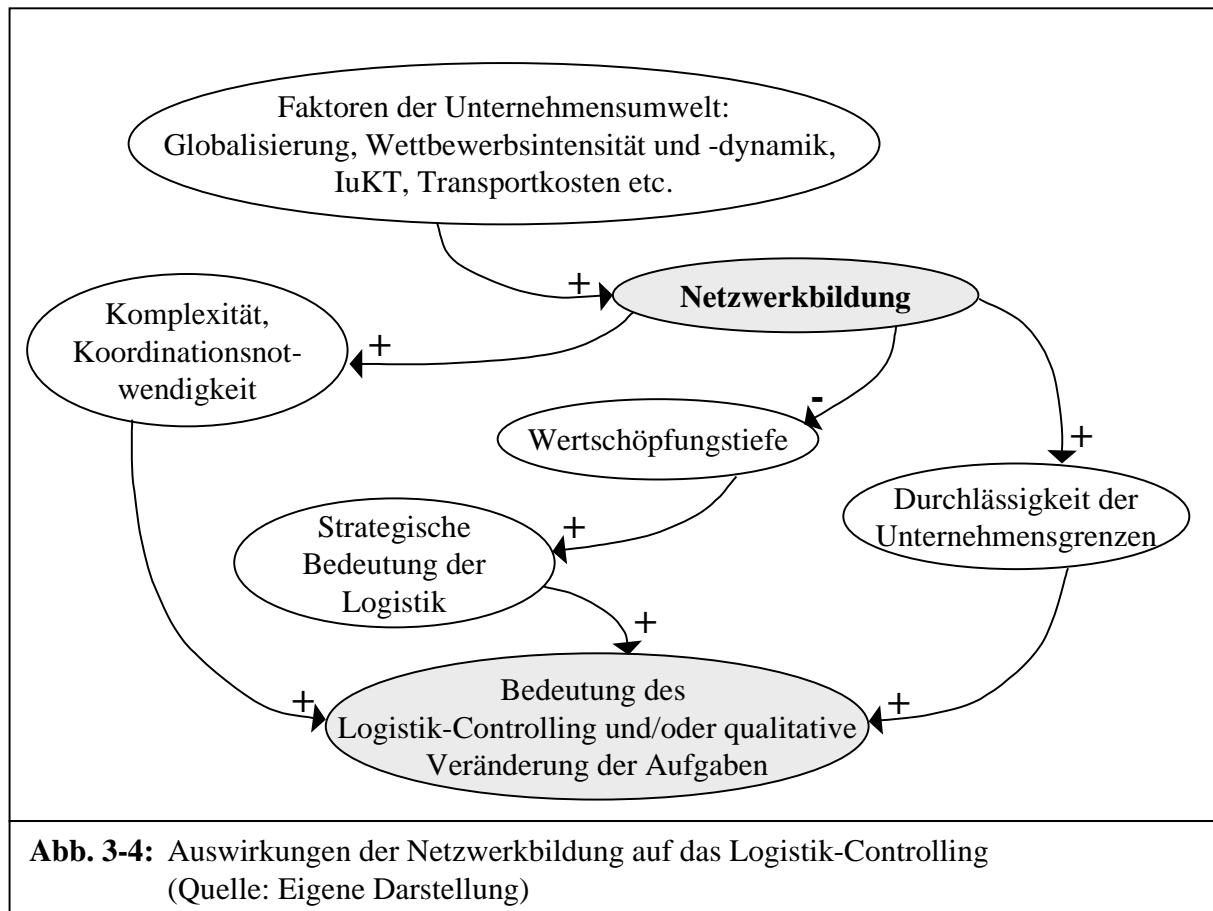 Faktoren der Unternehmensumwelt:
Globalisierung, Wettbewerbsintensität und -dynamik,
IuKT, Transportkosten etc.
+
Netzwerkbildung
Komplexität,
Koordinationsnot-
wendigkeit
+
-
Wertschöpfungstiefe
+
Durchlässigkeit der
Unternehmensgrenzen
Strategische
Bedeutung der
Logistik
+
+
+
+
Bedeutung des
Logistik-Controlling und/oder qualitative
Veränderung der Aufgaben
Abb. 3-4: Auswirkungen der Netzwerkbildung auf das Logistik-Controlling
(Quelle: Eigene Darstellung)